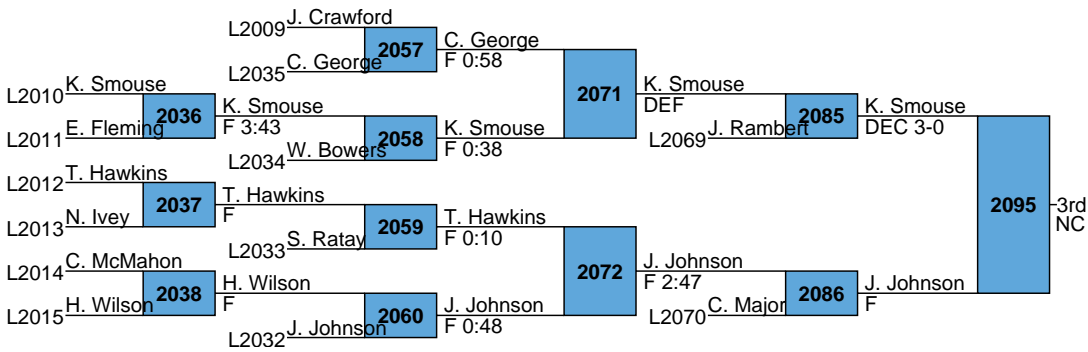 L2009 J. Crawford
2057
C. George
F 0:58
L2035 C. George
L2010 K. Smouse
2036
K. Smouse
F 3:43
L2011 E. Fleming
2058
K. Smouse
F 0:38
L2034 W. Bowers
2071
K. Smouse
DEF
2085
K. Smouse
DEC 3-0
L2069 J. Rambert
L2012 T. Hawkins
2037
T. Hawkins
F
L2013 N. Ivey
2059
T. Hawkins
F 0:10
L2033 S. Ratay
L2014 C. McMahon
2038
H. Wilson
F
L2015 H. Wilson
2060
J. Johnson
F 0:48
L2032 J. Johnson
2072
J. Johnson
F 2:47
2086
J. Johnson
F
L2070 C. Major
2095
3rd
NC